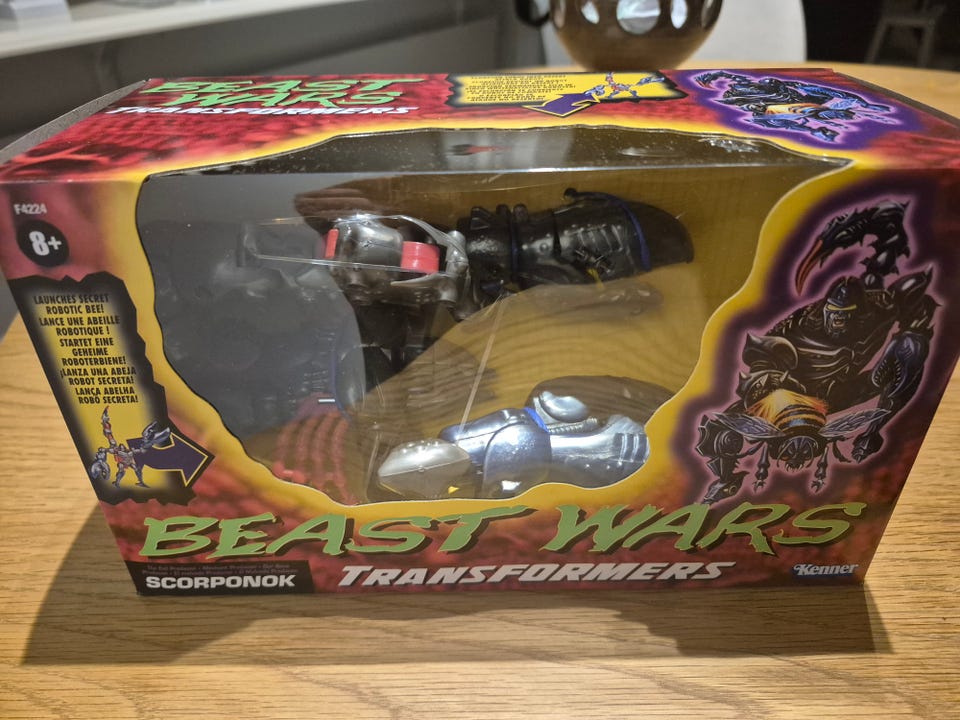 BEAST
WARS
TRANSFORMERS
F4224
8+
LAUNCHES SECRET
ROBOTIC BEE!
LANCE UNE ABEILLE
ROBOTIQUE !
STARTET EINE
GEHEIME
ROBOTERBIENE!
¡LANZA UNA ABEJA
ROBOT SECRETA!
LANÇA ABELHA
ROBÔ SECRETA!
BEAST WARS
TRANSFORMERS
SCORPONOK
Kenner